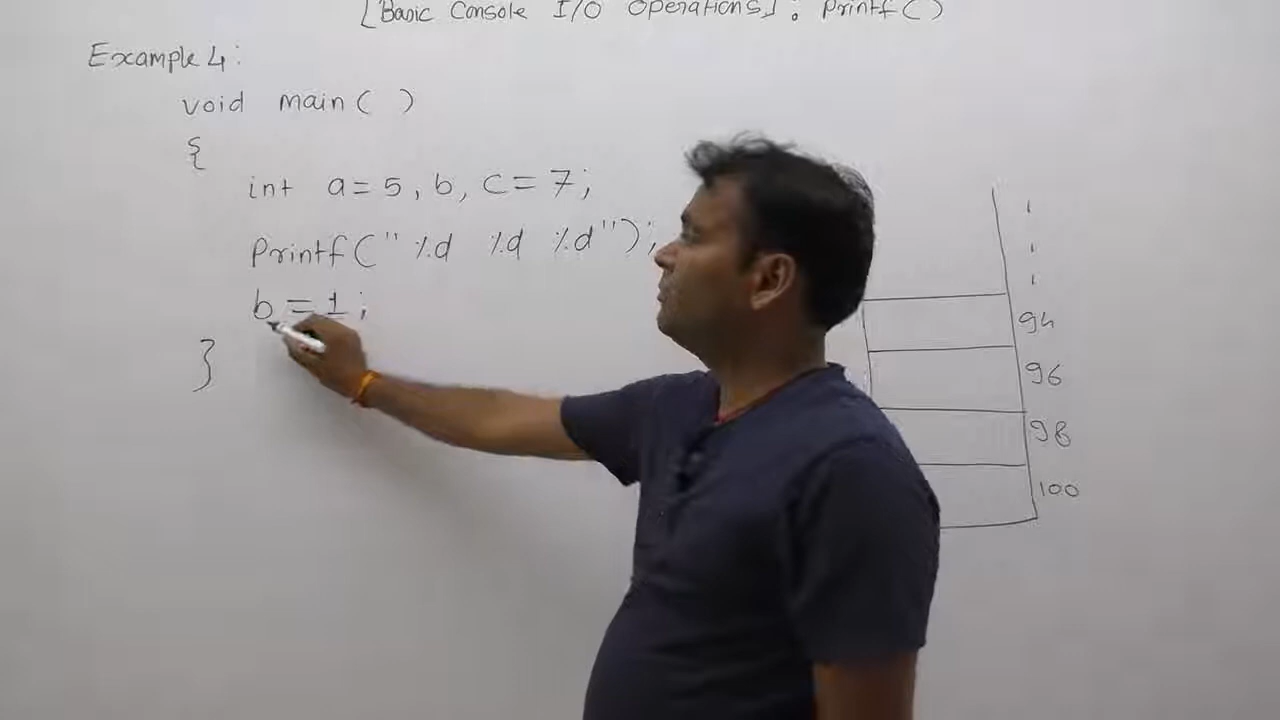 [Basic Console I/O Operations] : Printf( )
Example 4:
void main( )
{
int a = 5, b, c = 7;
Printf(" %d %d %d");
b = 1;
}
94
96
98
100